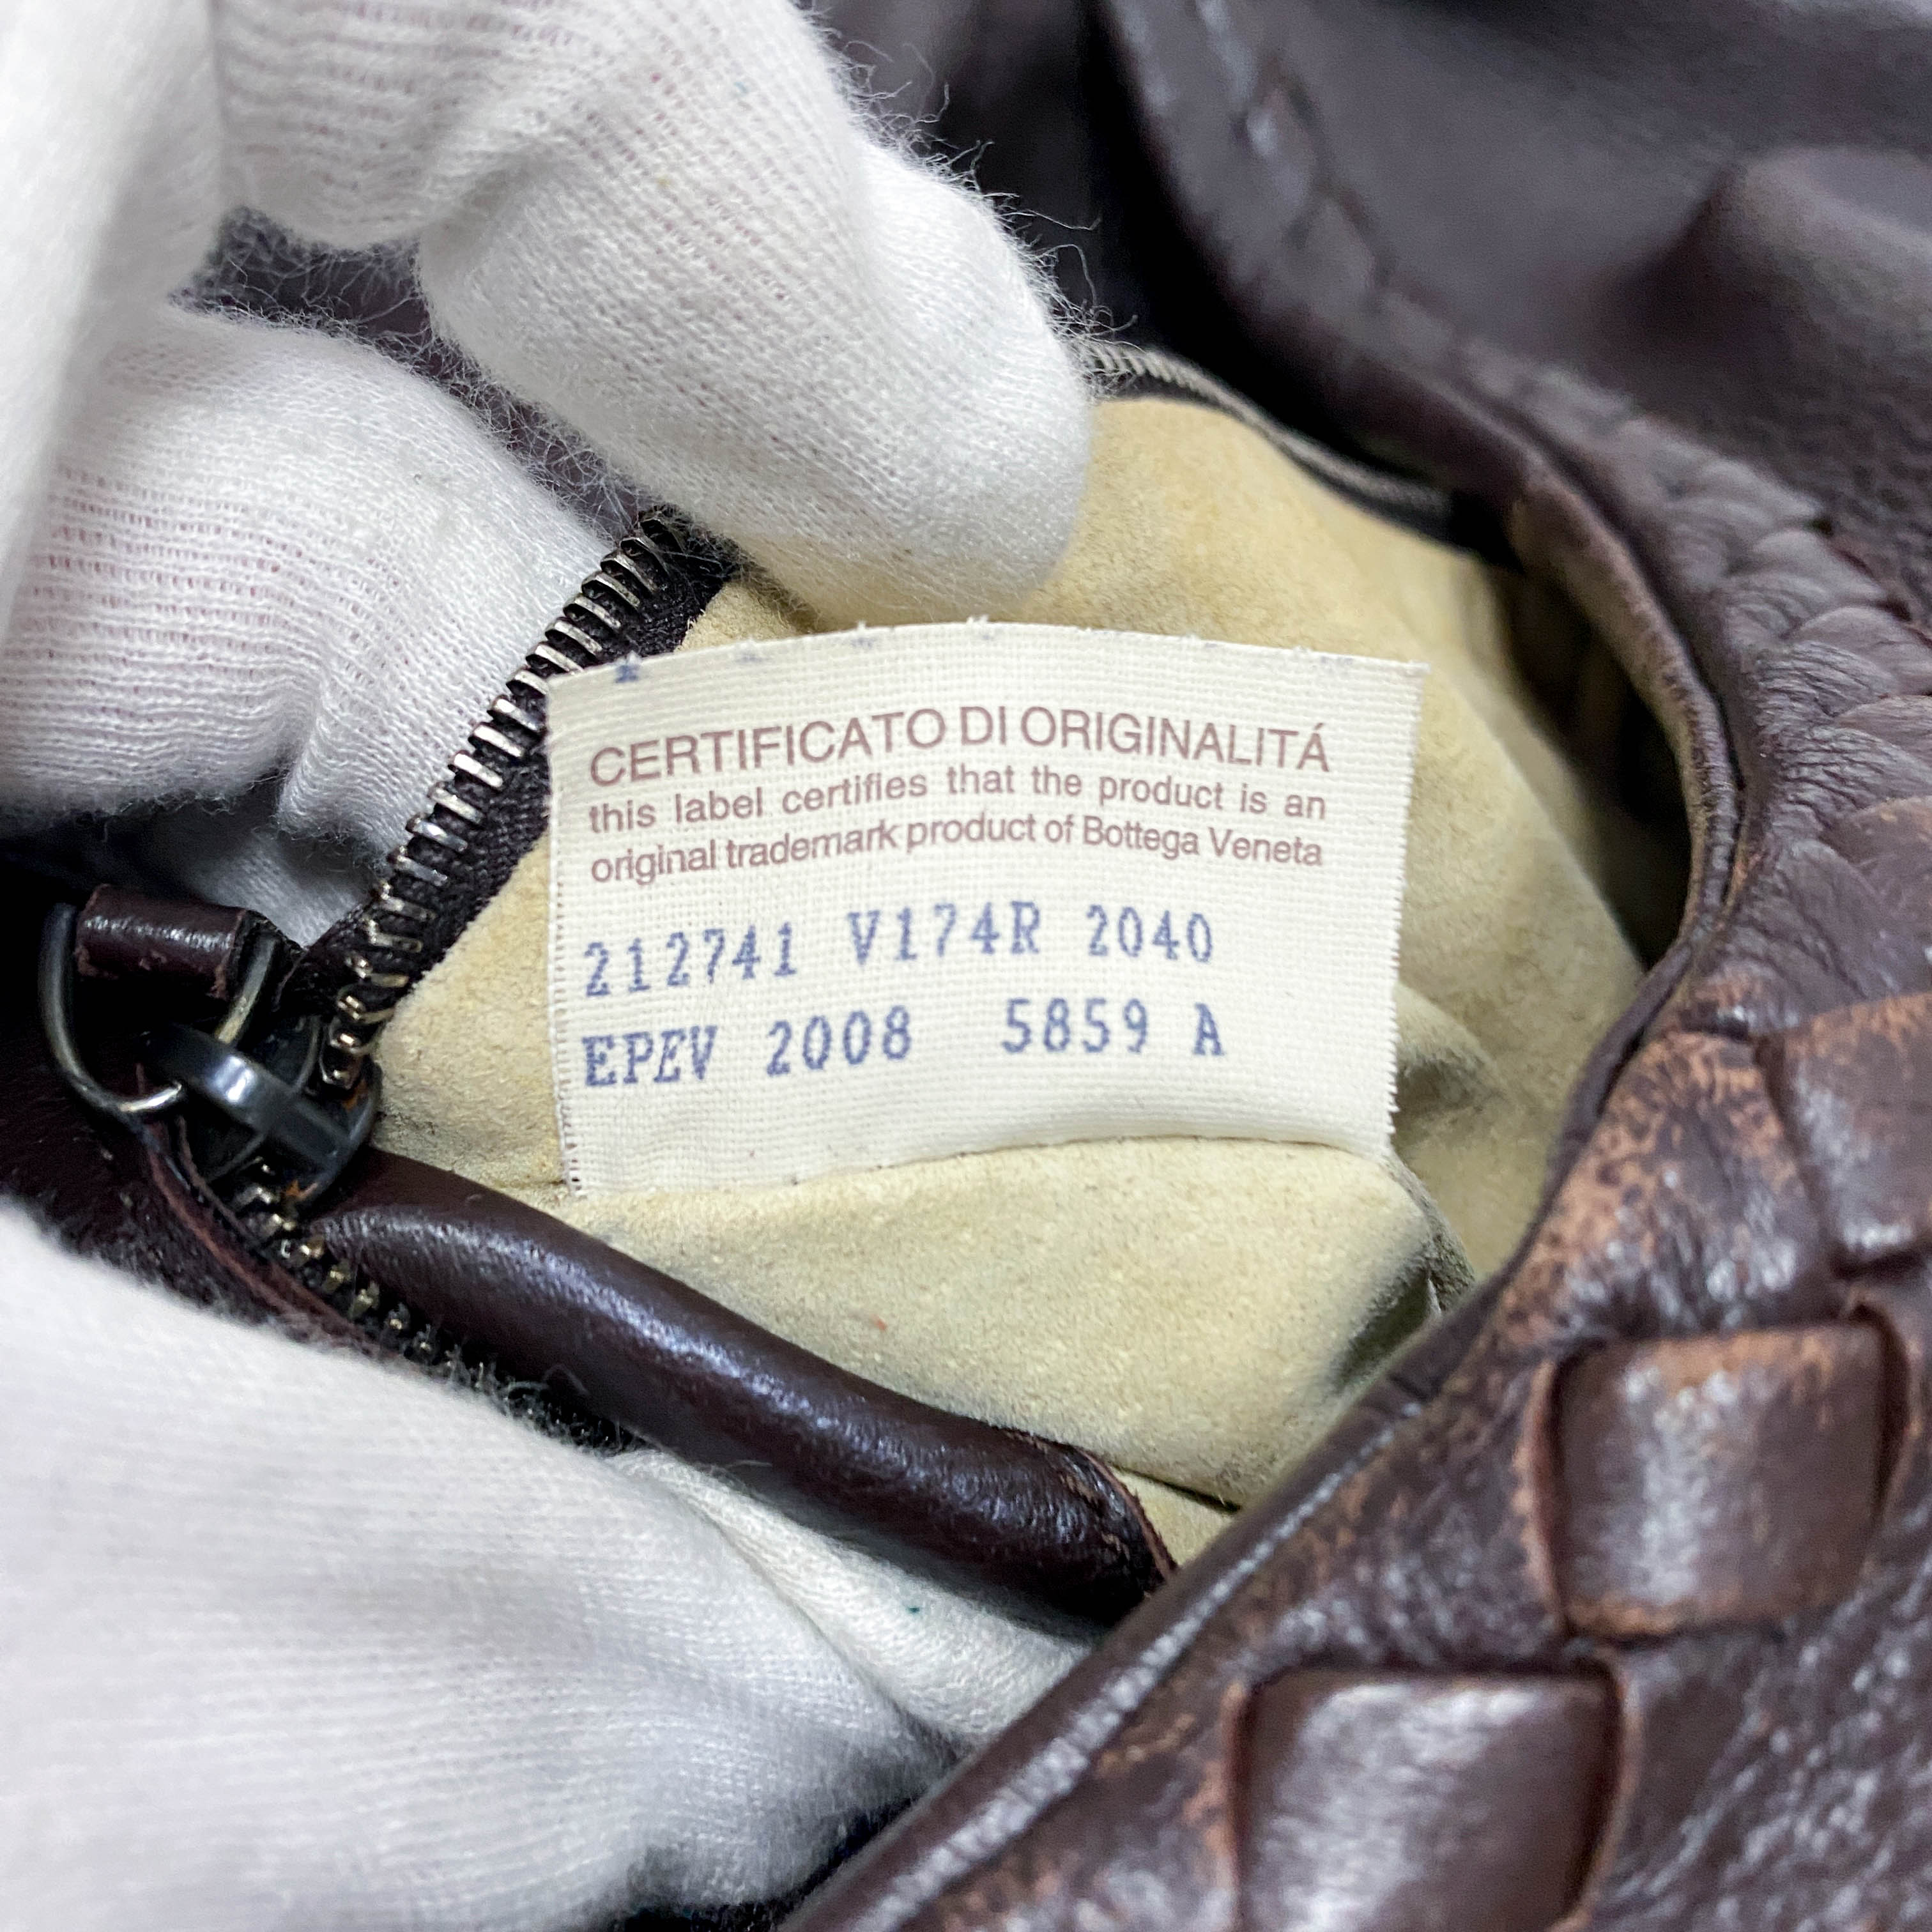 CERTIFICATO DI ORIGINALITÁ
this label certifies that the product is an
original trademark product of Bottega Veneta
212741 V174R 2040
EPEV 2008 5859 A